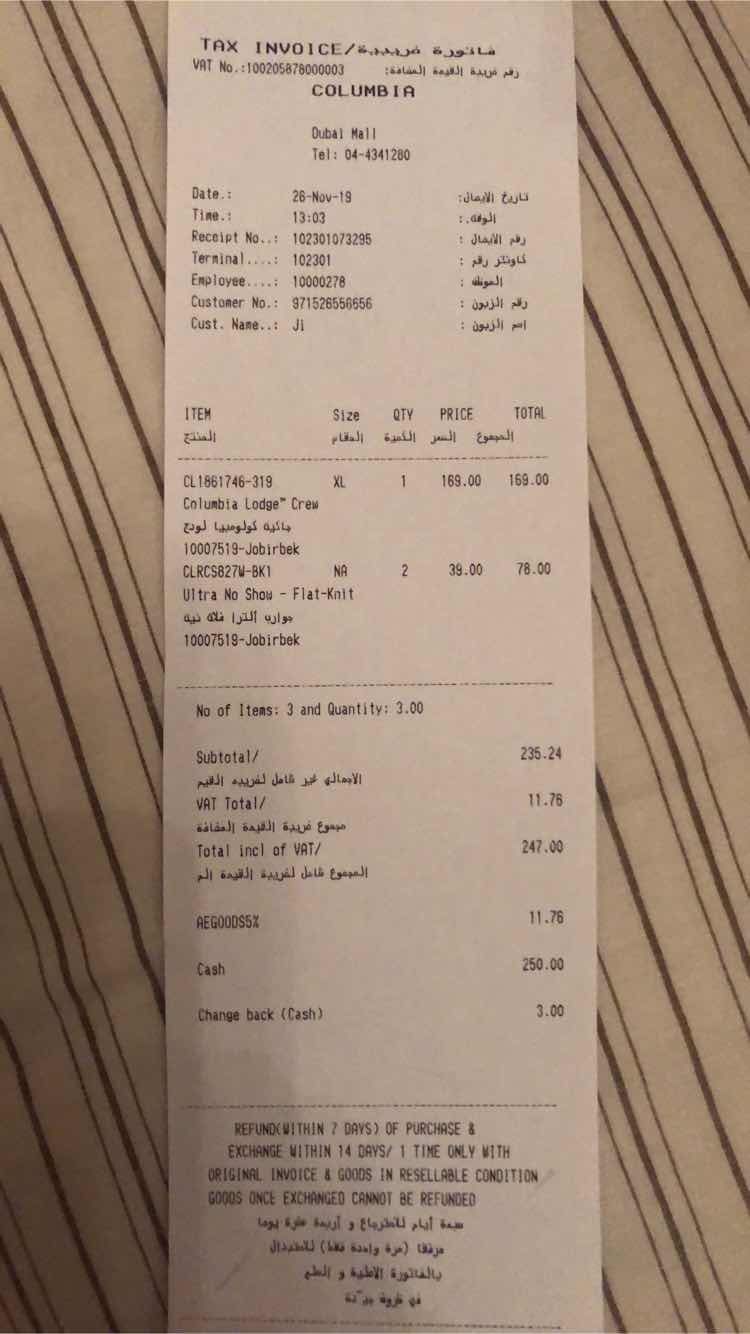 TAX INVOICE/فاتورة ضريبية
VAT No.:100205878000003 رقم ضريبة القيمة المضافة:
COLUMBIA
Dubai Mall
Tel: 04-4341280
Date.: 26-Nov-19 تاريخ الايصال:
Time.: 13:03 الوقت.:
Receipt No..: 102301073295 رقم الايصال :
Terminal....: 102301 كاونتر رقم :
Employee....: 10000278 الموظف :
Customer No.: 971526556656 رقم الزبون :
Cust. Name..: Ji اسم الزبون :
ITEM Size QTY PRICE TOTAL
المنتج المقاس الكمية السعر المجموع
CL1861746-319 XL 1 169.00 169.00
Columbia Lodge™ Crew
جاكيت كولومبيا لودج
10007519-Jobirbek
CLRCS827W-BK1 NA 2 39.00 78.00
Ultra No Show - Flat-Knit
جوارب ألترا فلات نيت
10007519-Jobirbek
No of Items: 3 and Quantity: 3.00
Subtotal/ 235.24
الاجمالي غير شامل لضريبه القيم
VAT Total/ 11.76
مجموع ضريبة القيمة المضافة
Total incl of VAT/ 247.00
المجموع شامل لضريبة القيمة الم
AEGOODS5% 11.76
Cash 250.00
Change back (Cash) 3.00
REFUND(WITHIN 7 DAYS) OF PURCHASE &
EXCHANGE WITHIN 14 DAYS/ 1 TIME ONLY WITH
ORIGINAL INVOICE & GOODS IN RESELLABLE CONDITION
GOODS ONCE EXCHANGED CANNOT BE REFUNDED
سبعة أيام للاسترجاع و أربعة عشرة يوما
(مرة واحدة فقط) للاستبدال
بالفاتورة الاصلية و
في ظروف